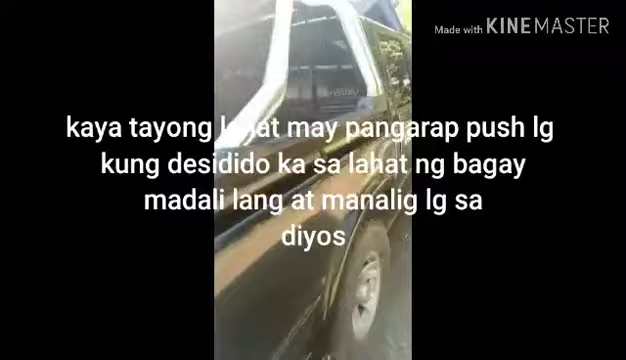 Made with KINEMASTER
kaya tayong lahat may pangarap push lg
kung desidido ka sa lahat ng bagay
madali lang at manalig lg sa
diyos